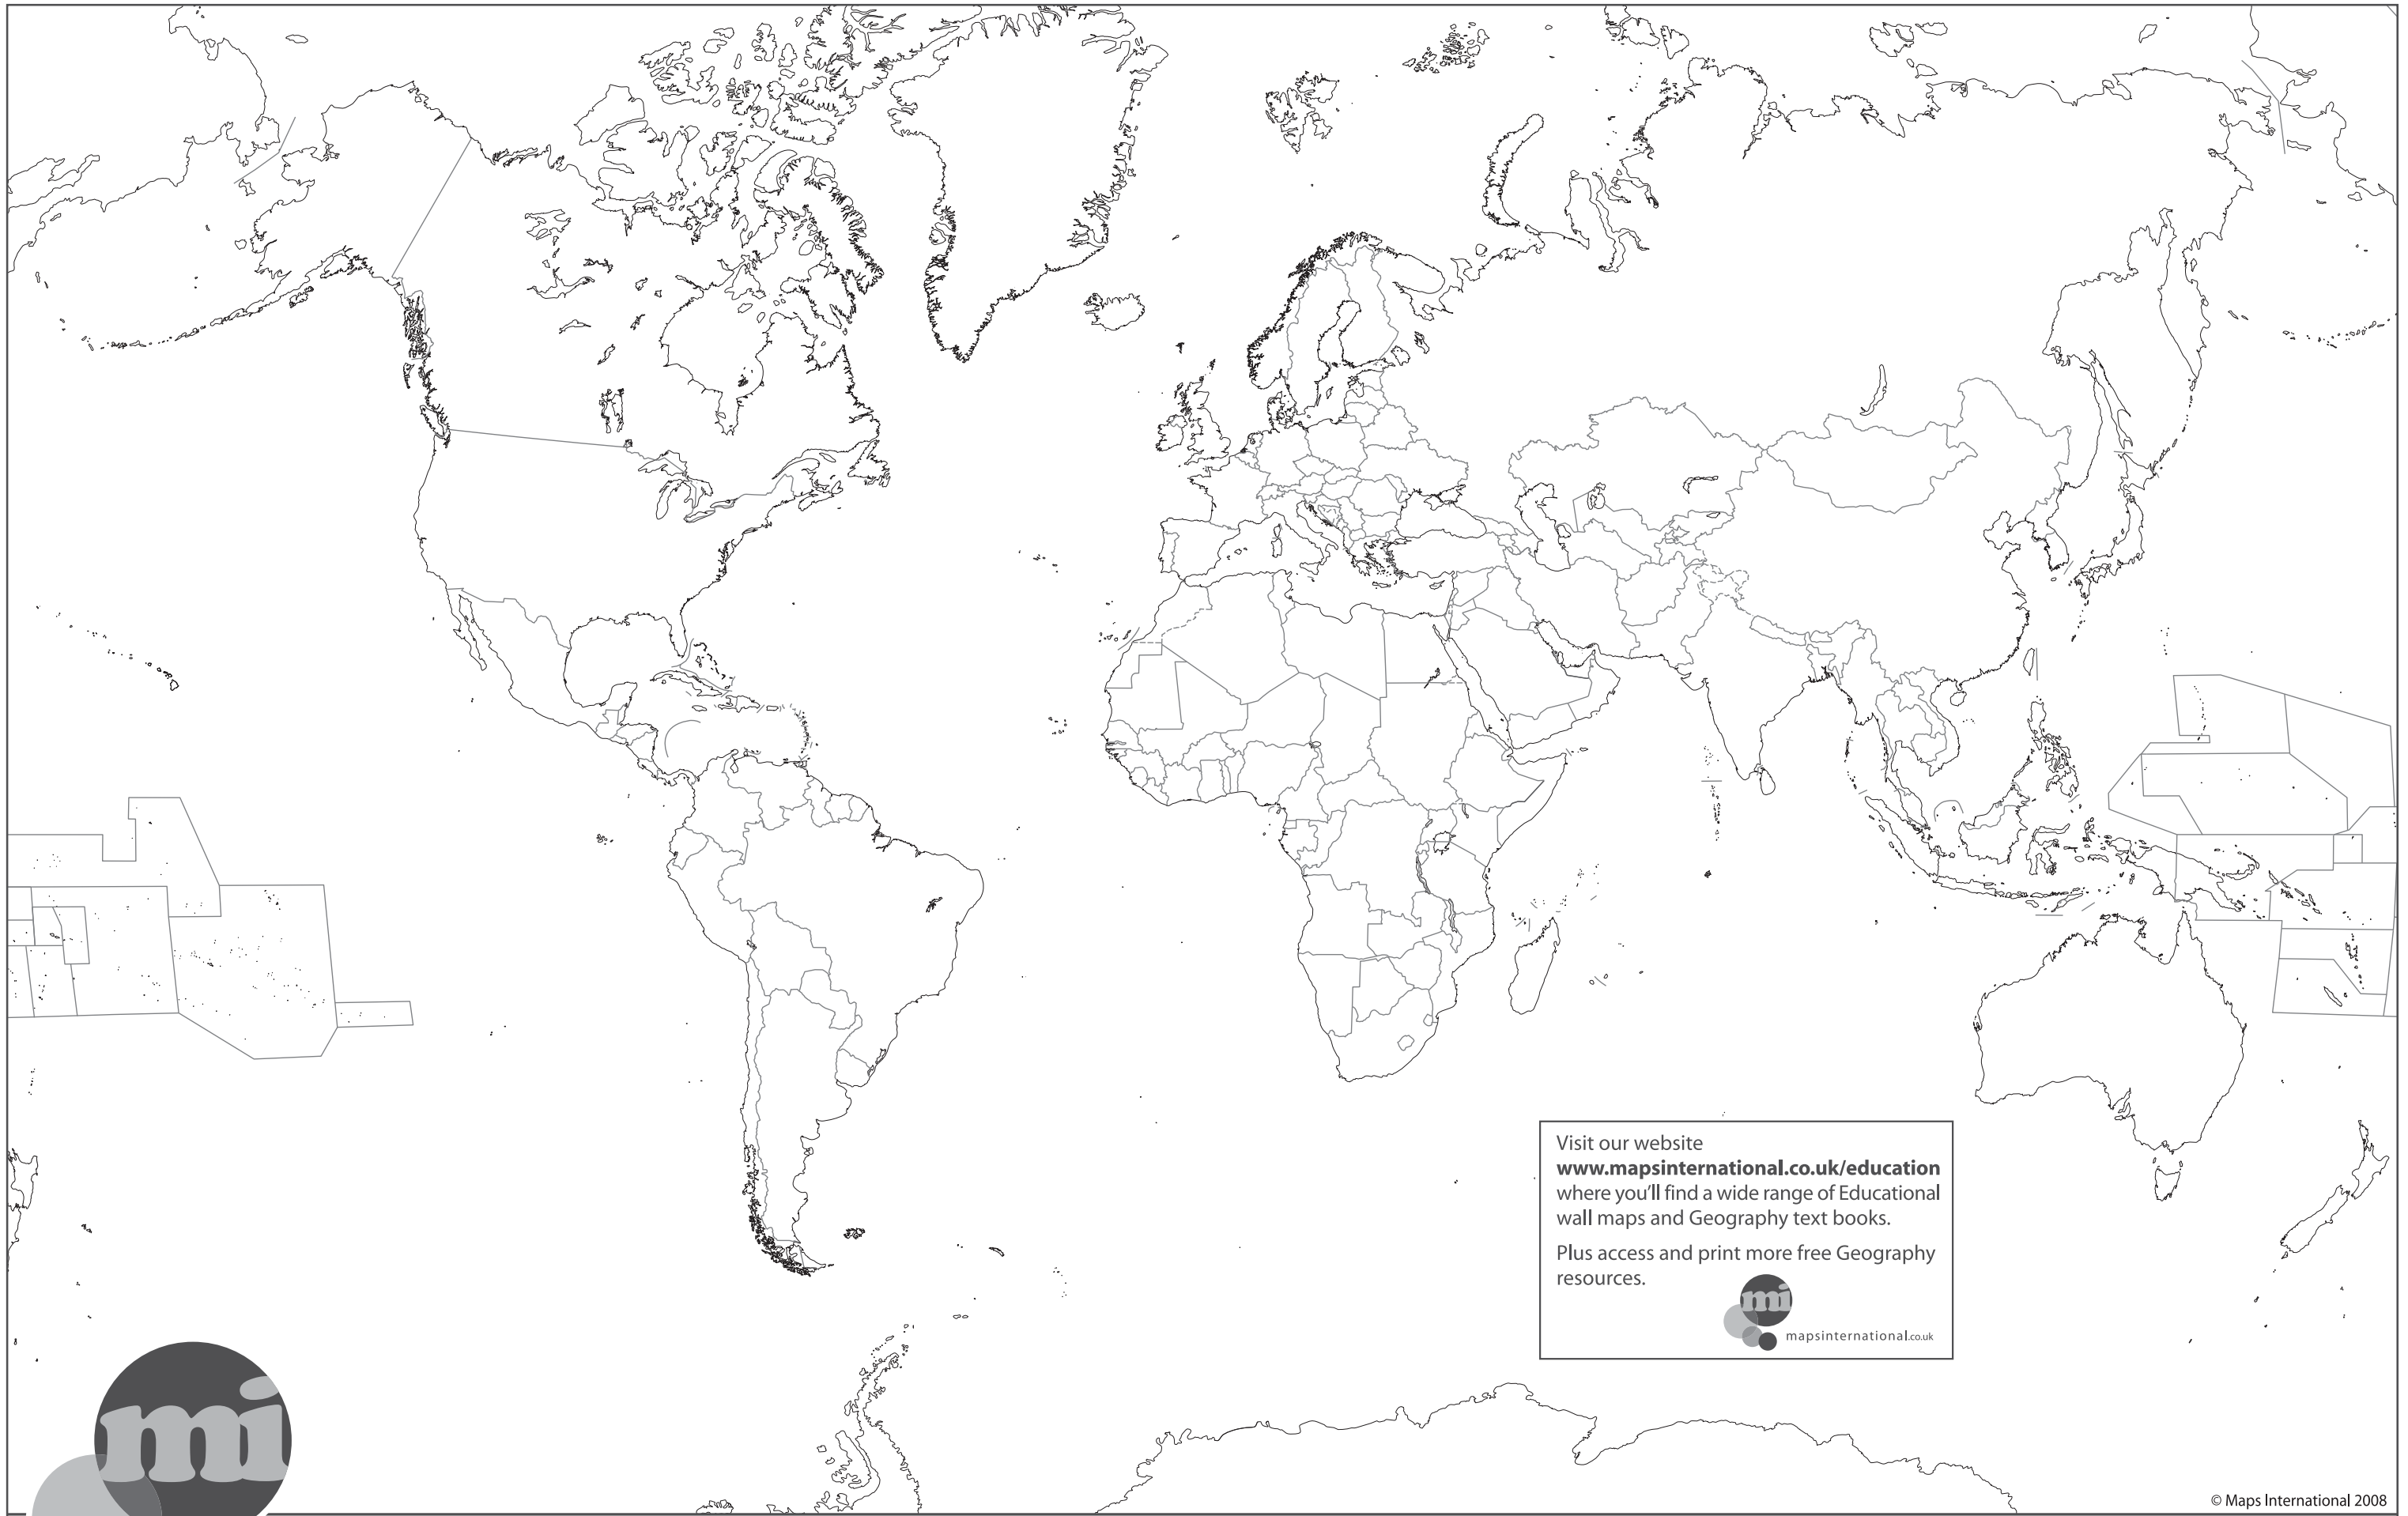 Visit our website
www.mapsinternational.co.uk/education
where you'll find a wide range of Educational
wall maps and Geography text books.
Plus access and print more free Geography
resources.
mi
mapsinternational.co.uk
mi
© Maps International 2008